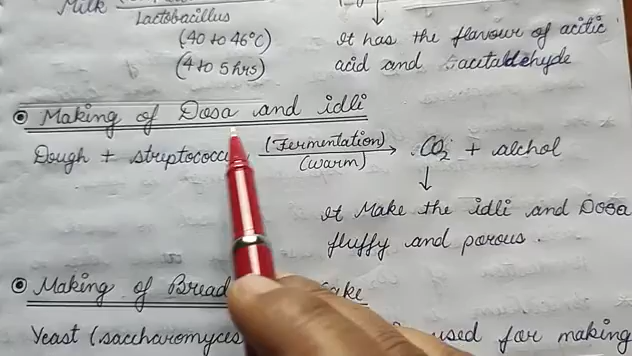 Milk
Lactobacillus
(40 to 46°C)
(4 to 5 hrs)
It has the flavour of acitic
acid and acetaldehyde
Making of Dosa and idli
Dough + streptococcu (Fermentation) (warm) → CO2 + alchol
↓
It Make the idli and Dosa
fluffy and porous.
Making of Bread
Yeast (saccharomyces used for making